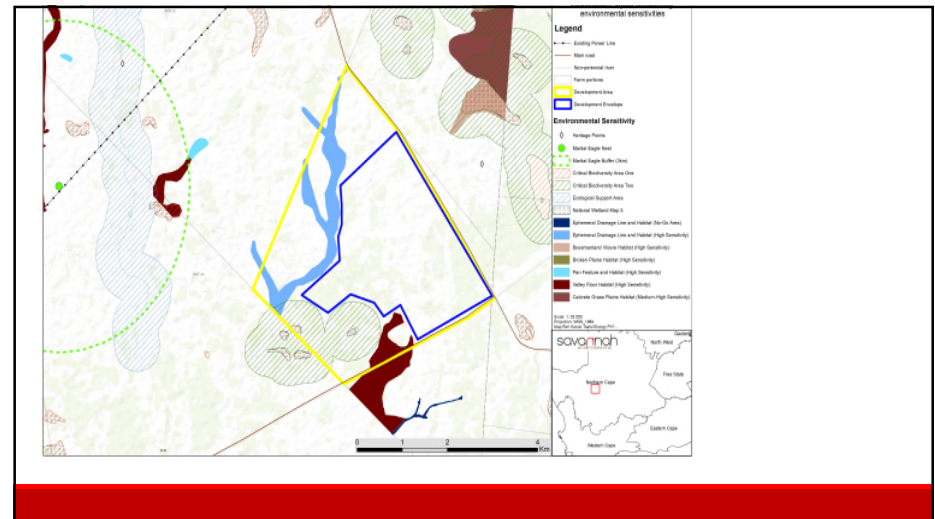 environmental sensitivities
Legend
Existing Power Line
Main road
Non-perennial river
Farm portions
Development Area
Development Envelope
Environmental Sensitivity
Heritage Points
Martial Eagle Nest
Martial Eagle Buffer (3km)
Critical Biodiversity Area One
Critical Biodiversity Area Two
Ecological Support Area
National Wetland Map 5
Ephemeral Drainage Line and Habitat (No-Go Area)
Ephemeral Drainage Line and Habitat (High Sensitivity)
Bossmanland Vloere Habitat (High Sensitivity)
Broken Plains Habitat (High Sensitivity)
Pan Feature and Habitat (High Sensitivity)
Valley Floor Habitat (High Sensitivity)
Calcrete Grass Plains Habitat (Medium-High Sensitivity)
Projection: WGS_1984
savannah
Gauteng
North West
Free State
Northern Cape
Eastern Cape
Western Cape
0 1 2 4
Km